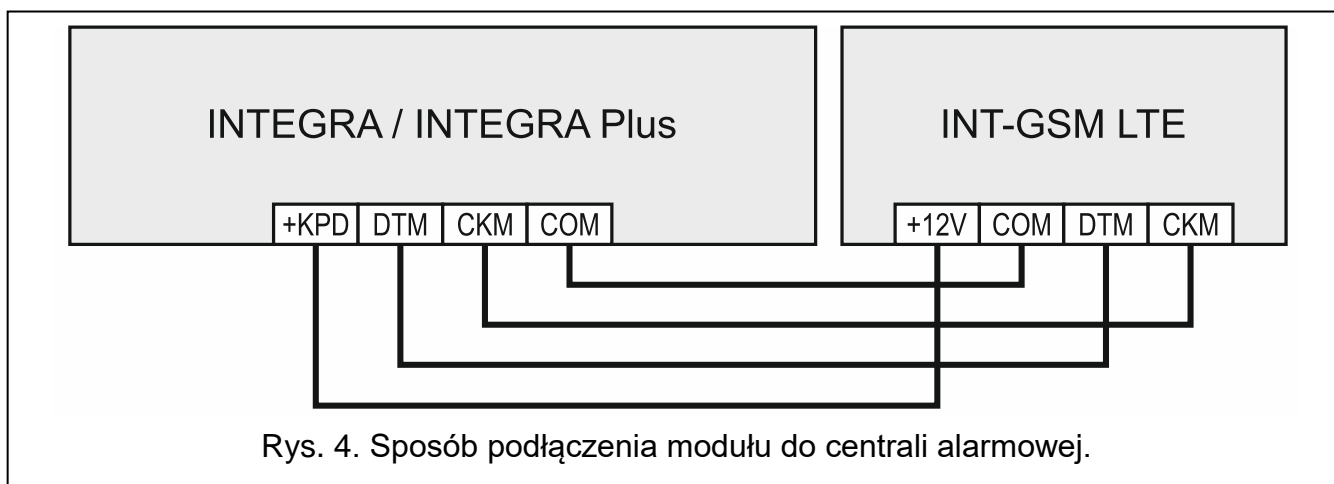 INTEGRA / INTEGRA Plus
INT-GSM LTE
+KPD DTM CKM COM
+12V COM DTM CKM
Rys. 4. Sposób podłączenia modułu do centrali alarmowej.